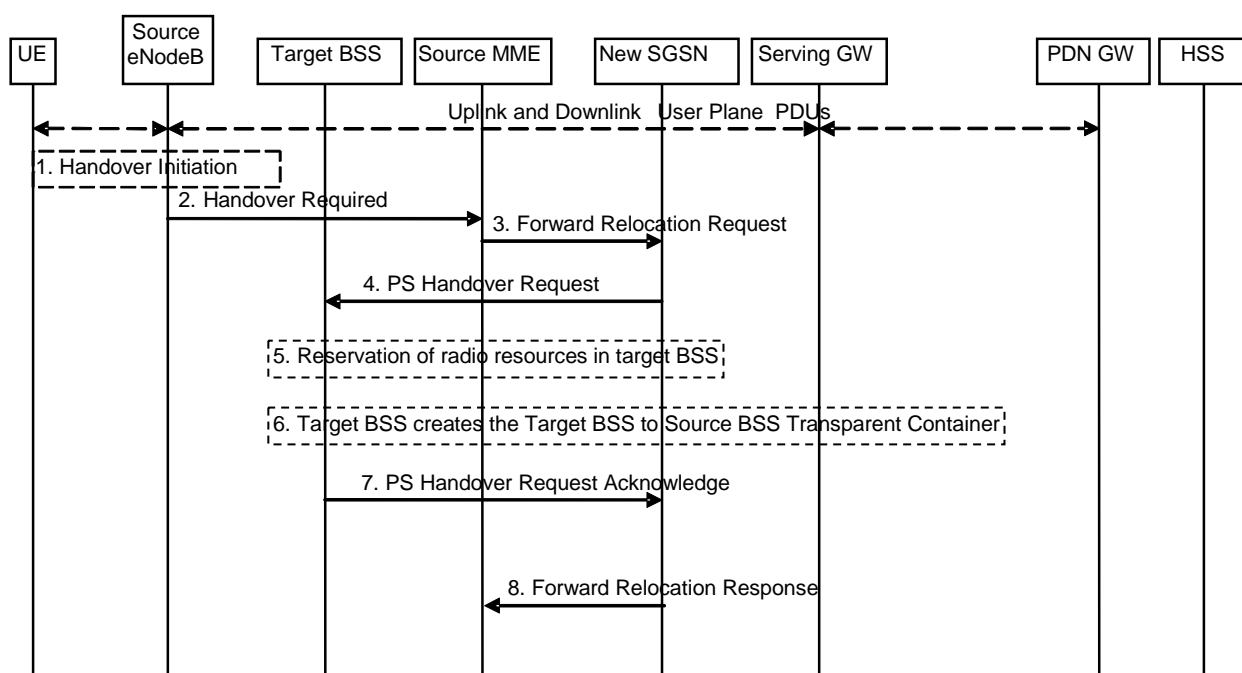 UE
Source
eNodeB
Target BSS
Source MME
New SGSN
Serving GW
PDN GW
HSS
Uplink and Downlink User Plane PDUs
1. Handover Initiation
2. Handover Required
3. Forward Relocation Request
4. PS Handover Request
5. Reservation of radio resources in target BSS
6. Target BSS creates the Target BSS to Source BSS Transparent Container
7. PS Handover Request Acknowledge
8. Forward Relocation Response